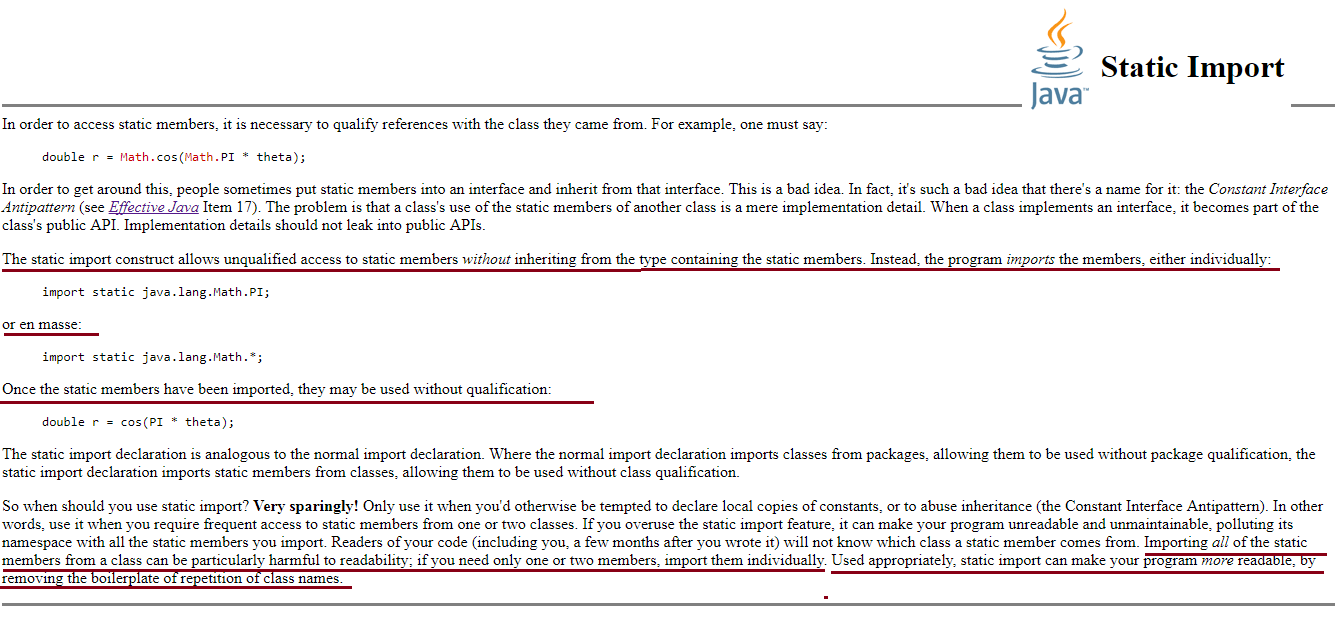 Java™
Static Import
In order to access static members, it is necessary to qualify references with the class they came from. For example, one must say:
double r = Math.cos(Math.PI * theta);
In order to get around this, people sometimes put static members into an interface and inherit from that interface. This is a bad idea. In fact, it's such a bad idea that there's a name for it: the Constant Interface
Antipattern (see Effective Java Item 17). The problem is that a class's use of the static members of another class is a mere implementation detail. When a class implements an interface, it becomes part of the
class's public API. Implementation details should not leak into public APIs.
The static import construct allows unqualified access to static members without inheriting from the type containing the static members. Instead, the program imports the members, either individually:
import static java.lang.Math.PI;
or en masse:
import static java.lang.Math.*;
Once the static members have been imported, they may be used without qualification:
double r = cos(PI * theta);
The static import declaration is analogous to the normal import declaration. Where the normal import declaration imports classes from packages, allowing them to be used without package qualification, the
static import declaration imports static members from classes, allowing them to be used without class qualification.
So when should you use static import? Very sparingly! Only use it when you'd otherwise be tempted to declare local copies of constants, or to abuse inheritance (the Constant Interface Antipattern). In other
words, use it when you require frequent access to static members from one or two classes. If you overuse the static import feature, it can make your program unreadable and unmaintainable, polluting its
namespace with all the static members you import. Readers of your code (including you, a few months after you wrote it) will not know which class a static member comes from. Importing all of the static
members from a class can be particularly harmful to readability; if you need only one or two members, import them individually. Used appropriately, static import can make your program more readable, by
removing the boilerplate of repetition of class names.